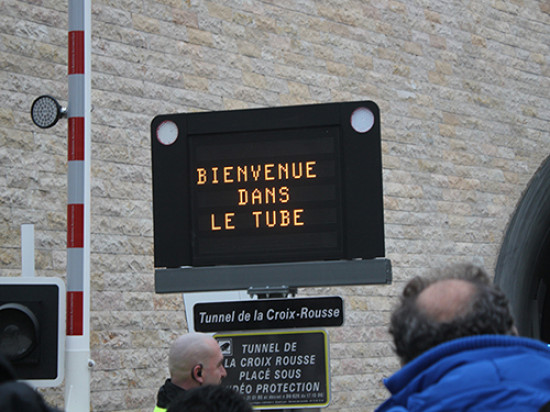 BIENVENUE
DANS
LE TUBE
Tunnel de la Croix-Rousse
TUNNEL DE
LA CROIX ROUSSE
PLACÉ SOUS
VIDÉO PROTECTION